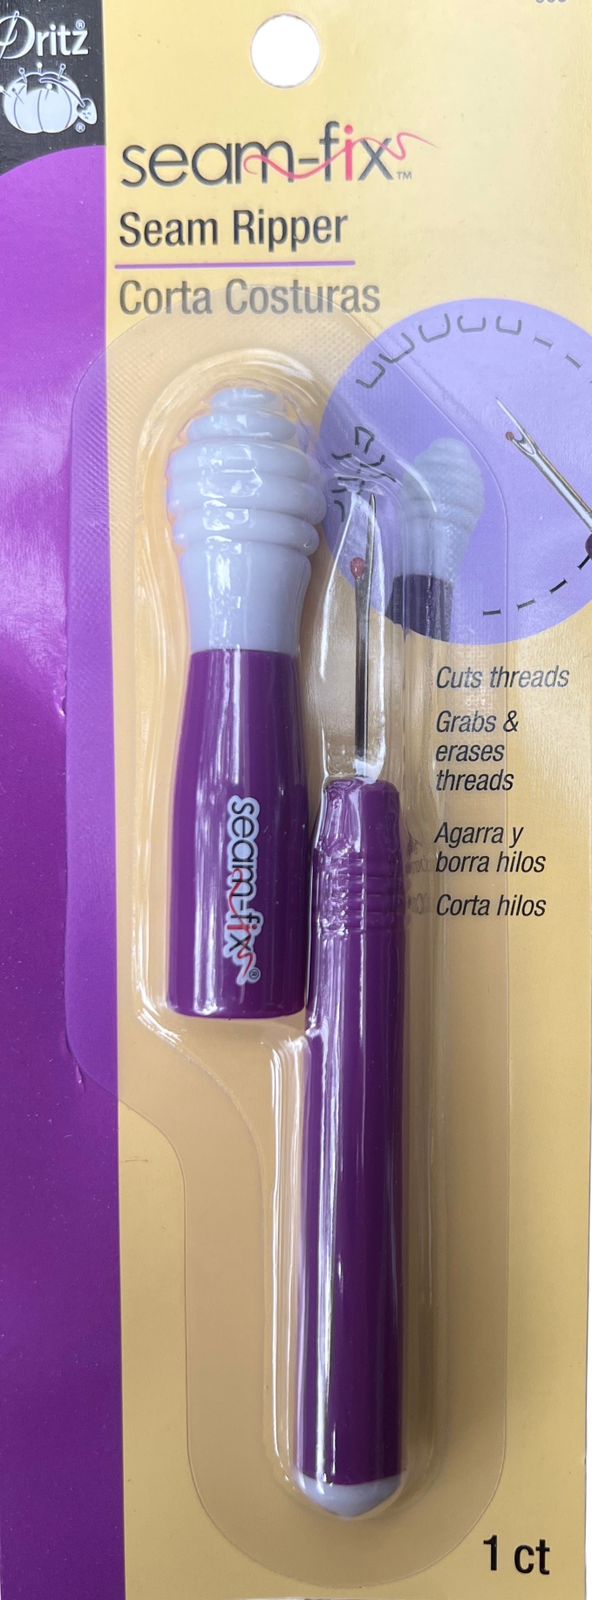 Dritz®
®
seam-fix™
Seam Ripper
Corta Costuras
Cuts threads
Grabs &
erases
threads
Agarra y
borra hilos
Corta hilos
seam-fix®
1 ct